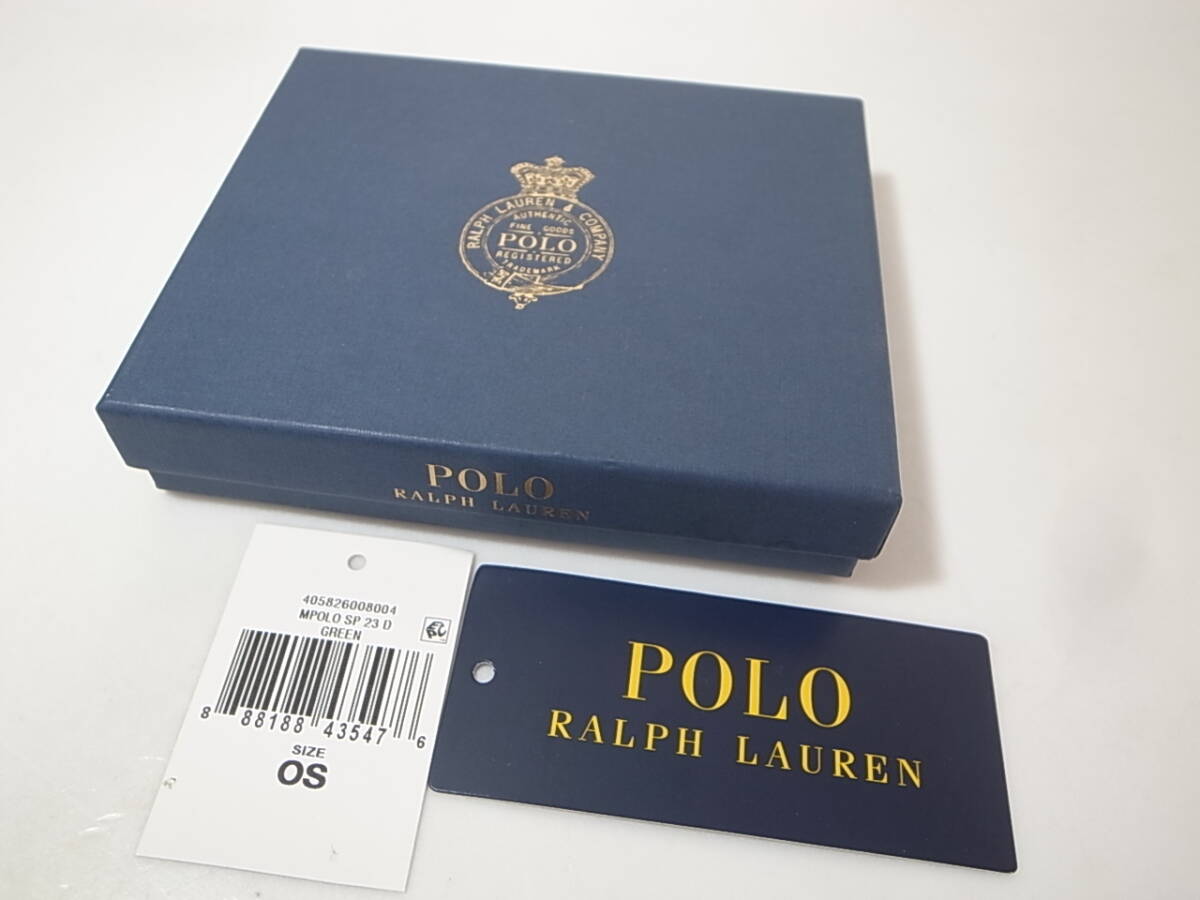 RALPH LAUREN & COMPANY
AUTHENTIC
FINE GOODS
POLO
REGISTERED
TRADEMARK
POLO
RALPH LAUREN
405826008004
MPOLO SP 23 D
GREEN
8 88188 43547 6
SIZE
OS
POLO
RALPH LAUREN